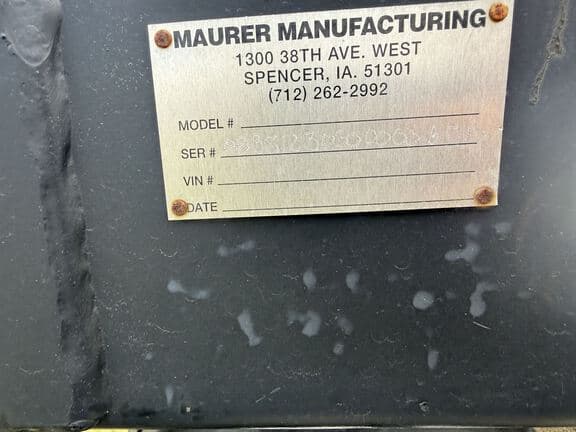 MAURER MANUFACTURING
1300 38TH AVE. WEST
SPENCER, IA. 51301
(712) 262-2992
MODEL #
SER #
VIN #
DATE